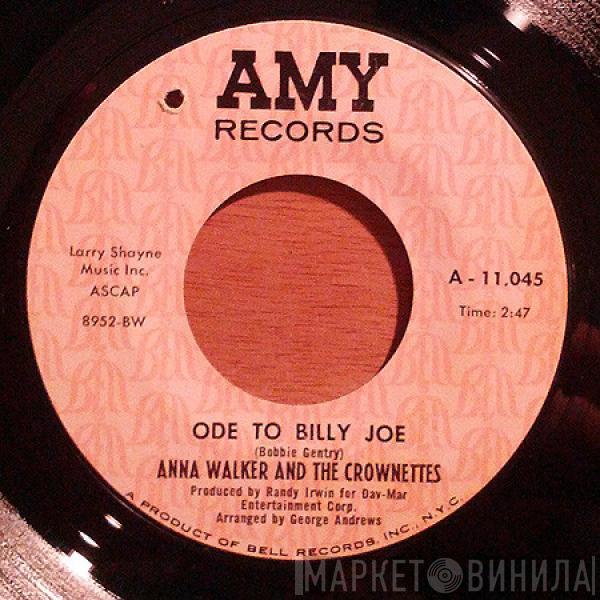 AMY
RECORDS
Larry Shayne
Music Inc.
ASCAP
8952-BW
A - 11,045
Time: 2:47
ODE TO BILLY JOE
(Bobbie Gentry)
ANNA WALKER AND THE CROWNETTES
Produced by Randy Irwin for Day-Mar
Entertainment Corp.
Arranged by George Andrews
A PRODUCT OF BELL RECORDS, INC., N.Y.C.
МАРКЕТ ВИНИЛА